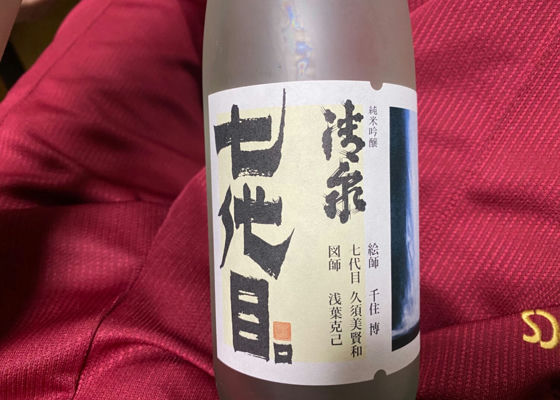 純米吟醸
清泉
七代目。
絵師 千住 博
七代目 久須美賢和
図師 浅葉克己